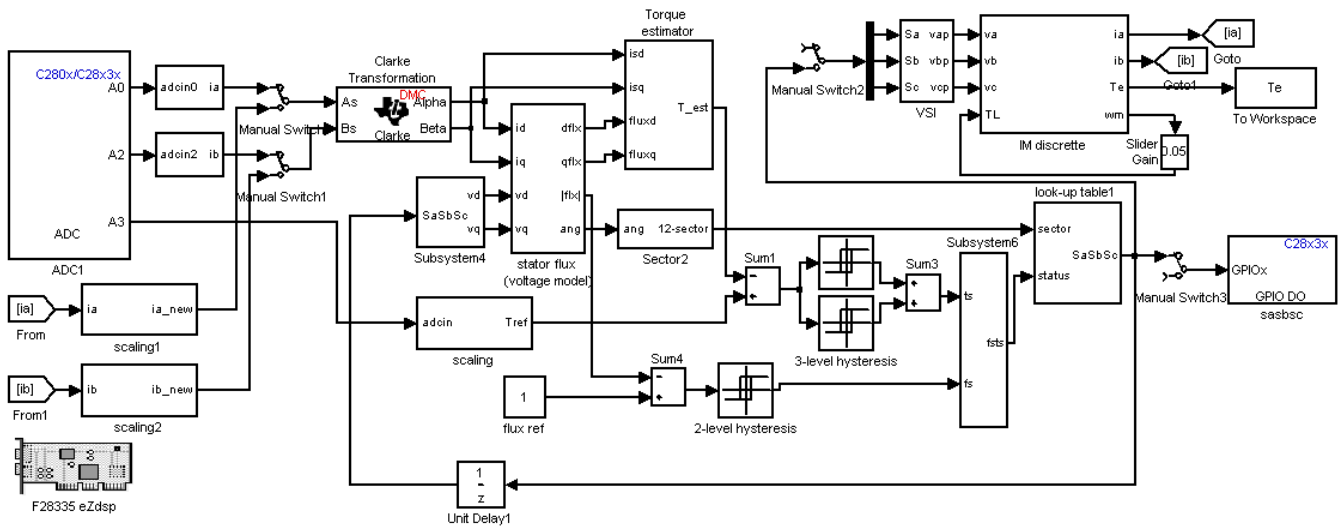 C280x/C28x3x
A0
A2
A3
ADC
ADC1
adcin0 ia
adcin2 ib
Manual Switch
Manual Switch1
Clarke
Transformation
DMC
As Alpha
Bs Beta
Clarke
Torque
estimator
isd
isq
fluxd
fluxq
T_est
id dflx
iq qflx
vd |flx|
vq ang
stator flux
(voltage model)
SaSbSc vd
vq
Subsystem4
ang 12-sector
Sector2
Manual Switch2
Sa vap
Sb vbp
Sc vcp
VSI
va ia
vb ib
vc Te
TL wm
IM discrette
[ia]
Goto
[ib]
Goto1
Te
To Workspace
Slider
Gain
0.05
look-up table1
sector
SaSbSc
status
Manual Switch3
C28x3x
GPIOx
GPIO DO
sasbsc
[ia]
From
ia ia_new
scaling1
[ib]
From1
ib ib_new
scaling2
adcin Tref
scaling
Sum1
Sum3
3-level hysteresis
Subsystem6
ts
fsts
fs
Sum4
1
flux ref
2-level hysteresis
F28335 eZdsp
1
z
Unit Delay1